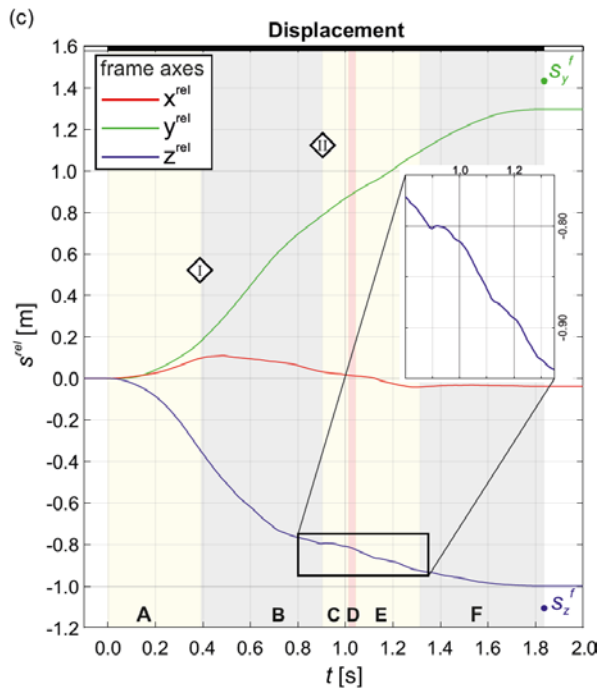 (c)
Displacement
frame axes
x^rel
y^rel
z^rel
S_y^f
I
II
1.0 1.2
-0.80
-0.90
1.6
1.4
1.2
1.0
0.8
0.6
0.4
0.2
0.0
-0.2
-0.4
-0.6
-0.8
-1.0
-1.2
s^rel [m]
S_z^f
A B C D E F
0.0 0.2 0.4 0.6 0.8 1.0 1.2 1.4 1.6 1.8 2.0
t [s]